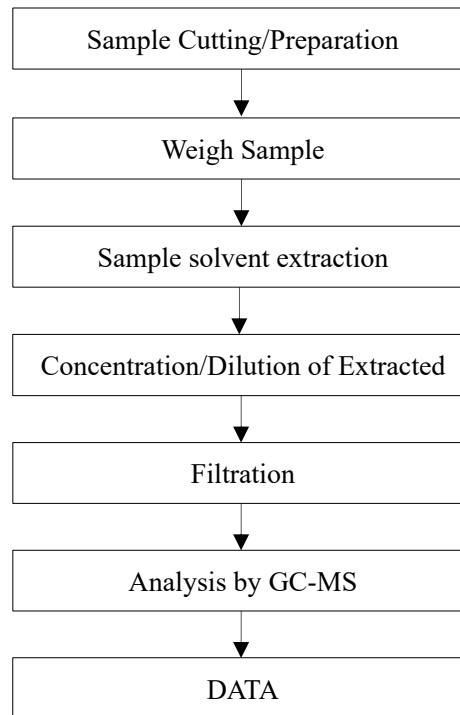 Sample Cutting/Preparation
Weigh Sample
Sample solvent extraction
Concentration/Dilution of Extracted
Filtration
Analysis by GC-MS
DATA